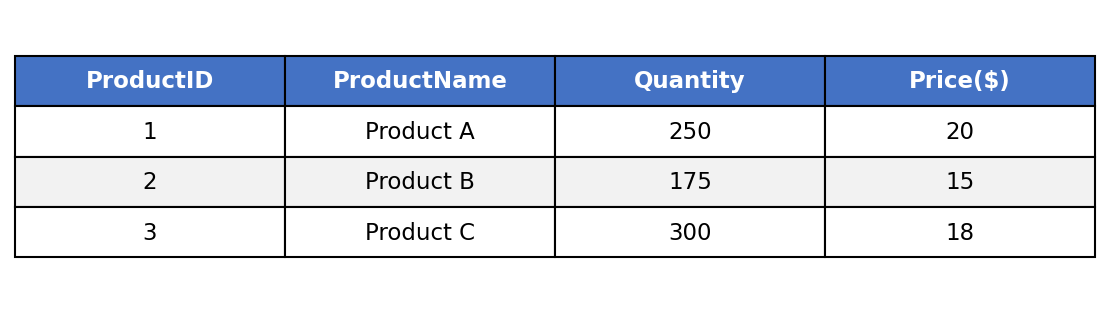 ProductID ProductName Quantity Price($)
1 Product A 250 20
2 Product B 175 15
3 Product C 300 18